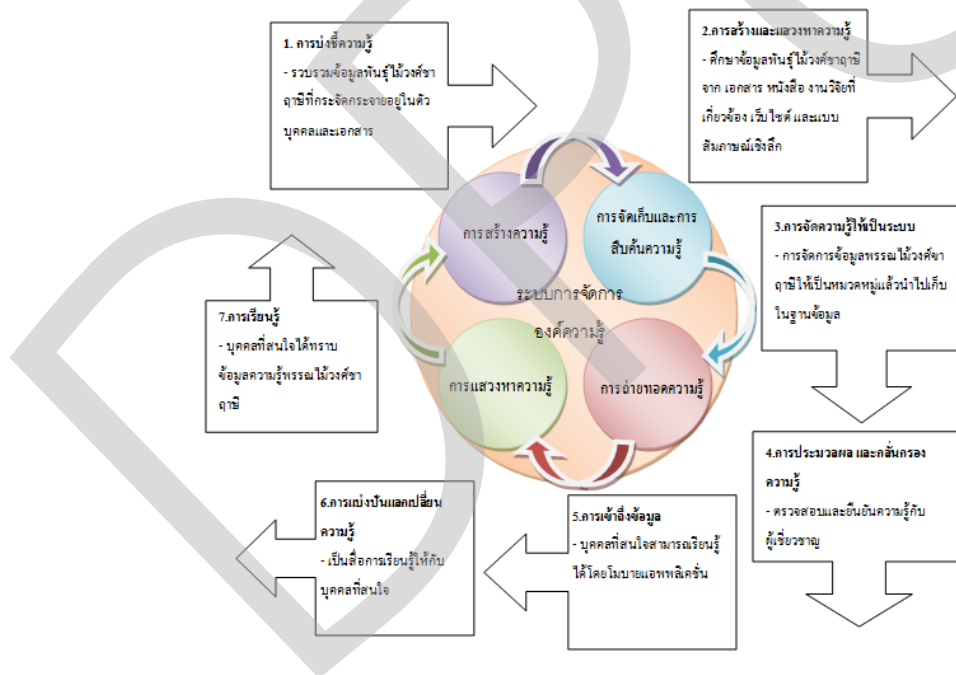 1. การบ่งชี้ความรู้
- รวบรวมข้อมูลพันธุ์ไม้วงศ์ชา
ฤาษีที่กระจัดกระจายอยู่ในตัว
บุคคลและเอกสาร
2.การสร้างและแสวงหาความรู้
- ศึกษาข้อมูลพันธุ์ไม้วงศ์ชาฤาษี
จาก เอกสาร หนังสือ งานวิจัยที่
เกี่ยวข้อง เว็บไซต์ และแบบ
สัมภาษณ์เชิงลึก
การสร้างความรู้
การจัดเก็บและการ
สืบค้นความรู้
ระบบการจัดการ
องค์ความรู้
การแสวงหาความรู้
การถ่ายทอดความรู้
3.การจัดความรู้ให้เป็นระบบ
- การจัดการข้อมูลพรรณไม้วงศ์ชา
ฤาษีให้เป็นหมวดหมู่แล้วนำไปเก็บ
ในฐานข้อมูล
4.การประมวลผล และกลั่นกรอง
ความรู้
- ตรวจสอบและยืนยันความรู้กับ
ผู้เชี่ยวชาญ
5.การเข้าถึงข้อมูล
- บุคคลที่สนใจสามารถเรียนรู้
ได้โดยโมบายแอพพลิเคชั่น
6.การแบ่งปันแลกเปลี่ยน
ความรู้
- เป็นสื่อการเรียนรู้ให้กับ
บุคคลที่สนใจ
7.การเรียนรู้
- บุคคลที่สนใจได้ทราบ
ข้อมูลความรู้พรรณไม้วงศ์ชา
ฤาษี